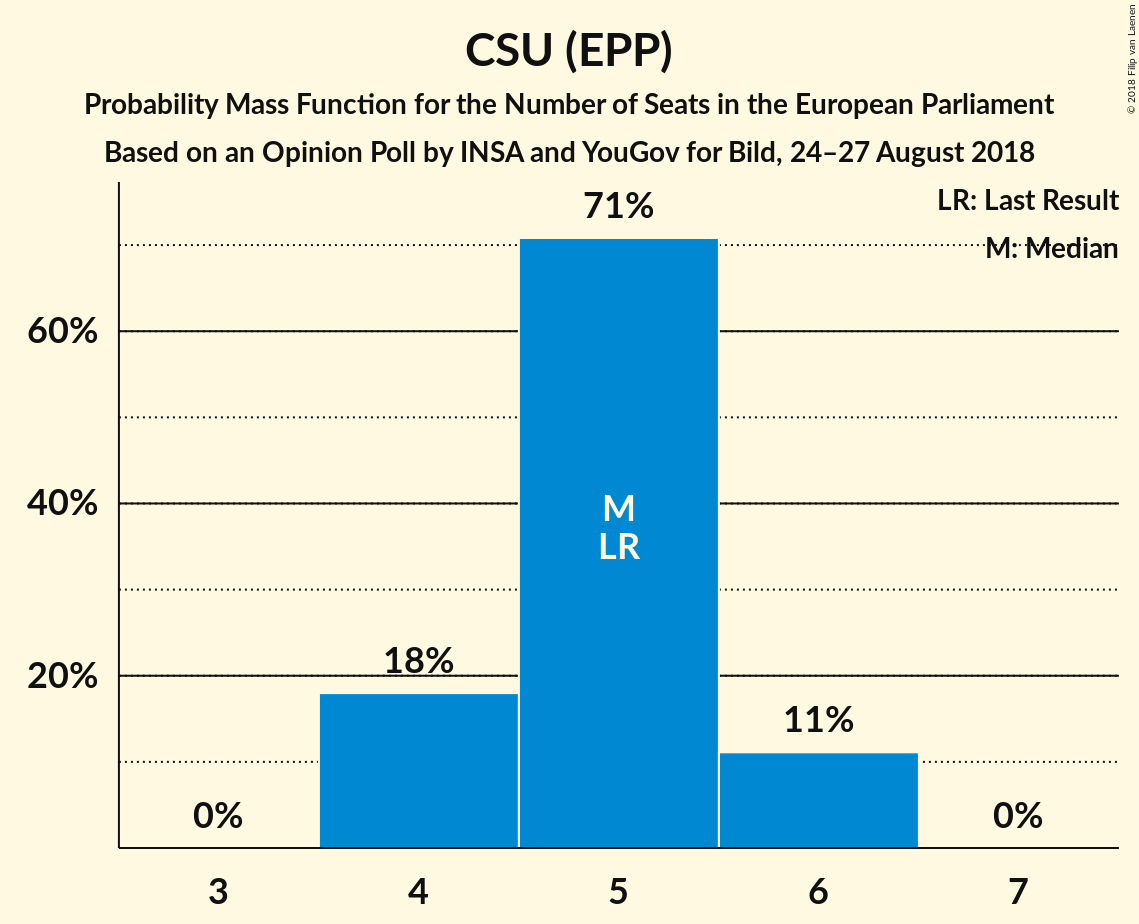 CSU (EPP)
Probability Mass Function for the Number of Seats in the European Parliament
Based on an Opinion Poll by INSA and YouGov for Bild, 24–27 August 2018
© 2018 Filip van Laenen
LR: Last Result
M: Median
71%
60%
40%
M
LR
20%
18%
11%
0%
0%
3 4 5 6 7